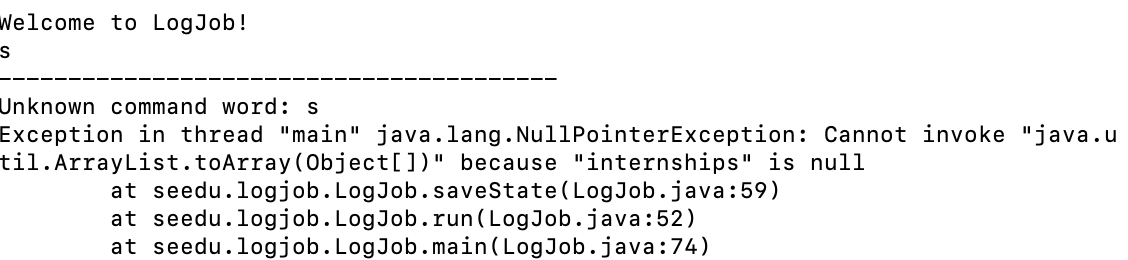 Welcome to LogJob!
s
----------------------------------------
Unknown command word: s
Exception in thread "main" java.lang.NullPointerException: Cannot invoke "java.u
til.ArrayList.toArray(Object[])" because "internships" is null
        at seedu.logjob.LogJob.saveState(LogJob.java:59)
        at seedu.logjob.LogJob.run(LogJob.java:52)
        at seedu.logjob.LogJob.main(LogJob.java:74)